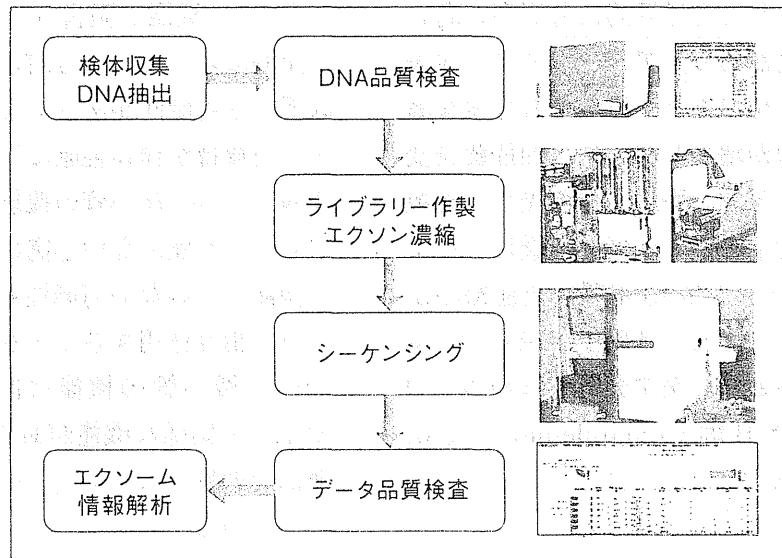 検体収集
DNA抽出
DNA品質検査
ライブラリー作製
エクソン濃縮
シーケンシング
データ品質検査
エクソーム
情報解析